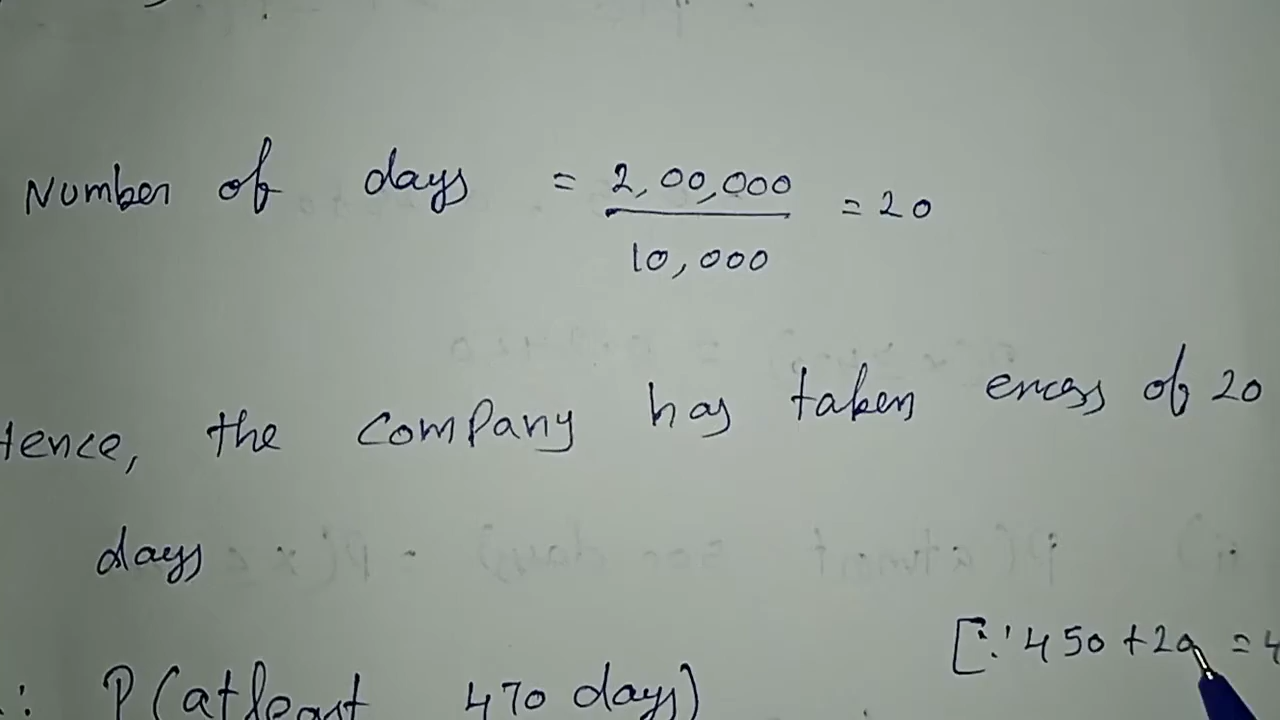 Number of days = 2,00,000 / 10,000 = 20
Hence, the company has taken excess of 20
days
[∵ 450 + 20 = 4
∴ P(atleast 470 days)